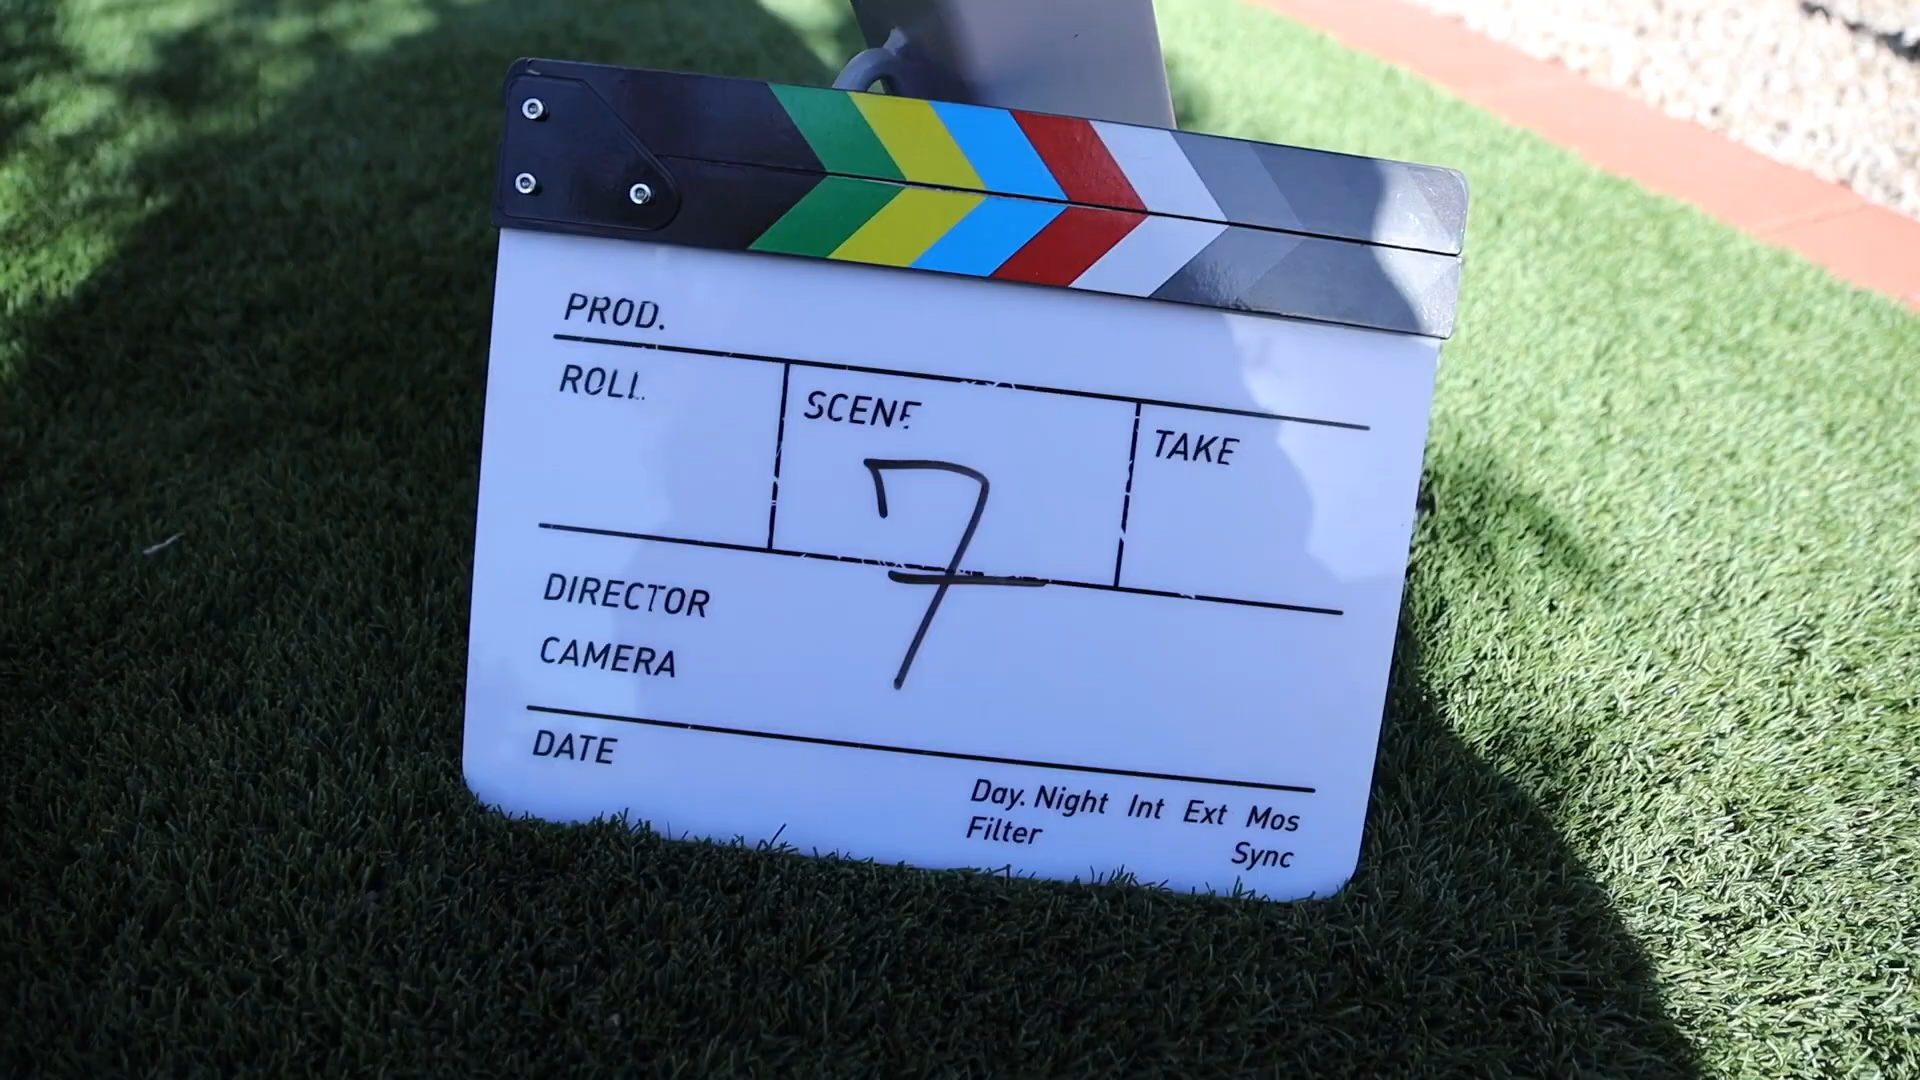 PROD.
ROLL SCENE TAKE
7
DIRECTOR
CAMERA
DATE
Day. Night Int Ext Mos
Filter Sync